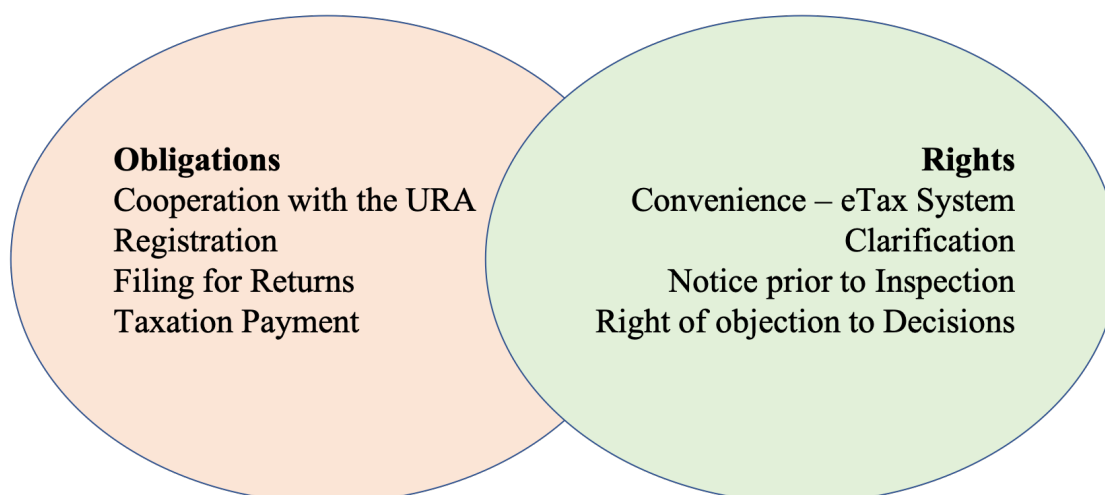 Obligations
Cooperation with the URA
Registration
Filing for Returns
Taxation Payment
Rights
Convenience – eTax System
Clarification
Notice prior to Inspection
Right of objection to Decisions